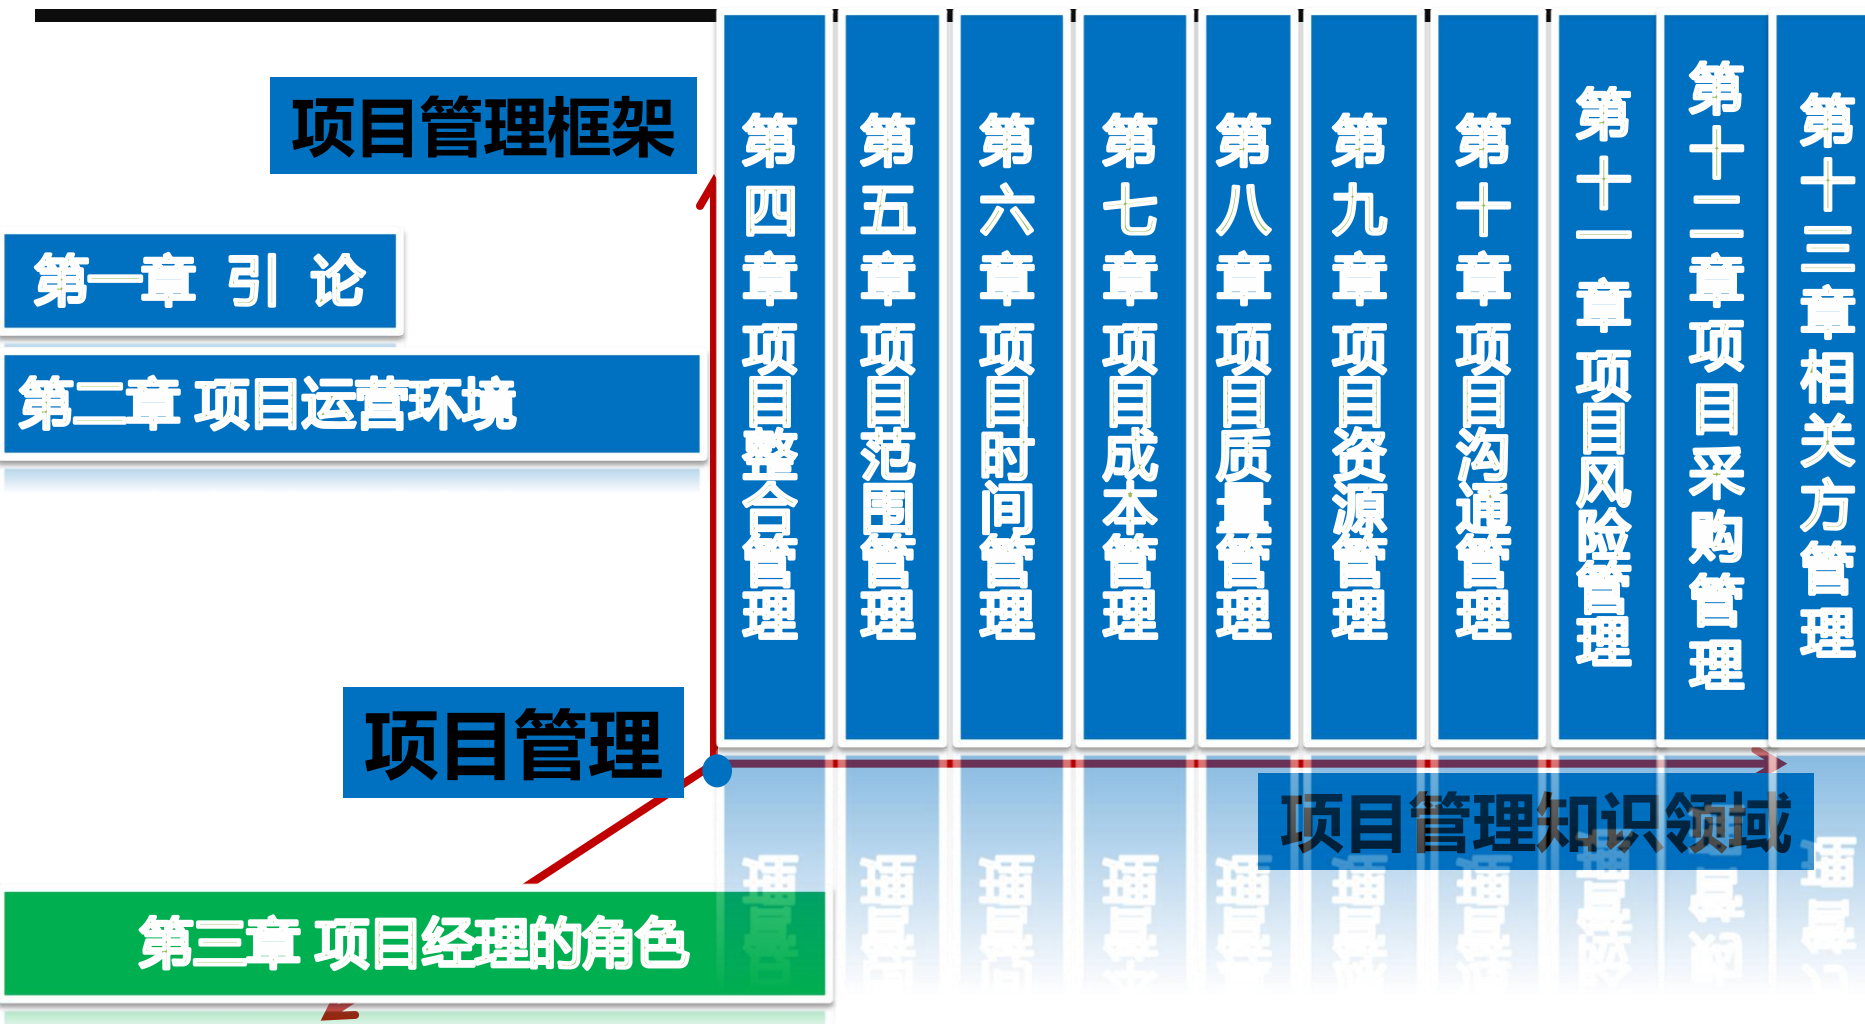 项目管理框架
第一章 引 论
第二章 项目运营环境
项目管理
第三章 项目经理的角色
第四章项目整合管理
第五章项目范围管理
第六章项目时间管理
第七章项目成本管理
第八章项目质量管理
第九章项目资源管理
第十章项目沟通管理
第十一章项目风险管理
第十二章项目采购管理
第十三章相关方管理
项目管理知识领域